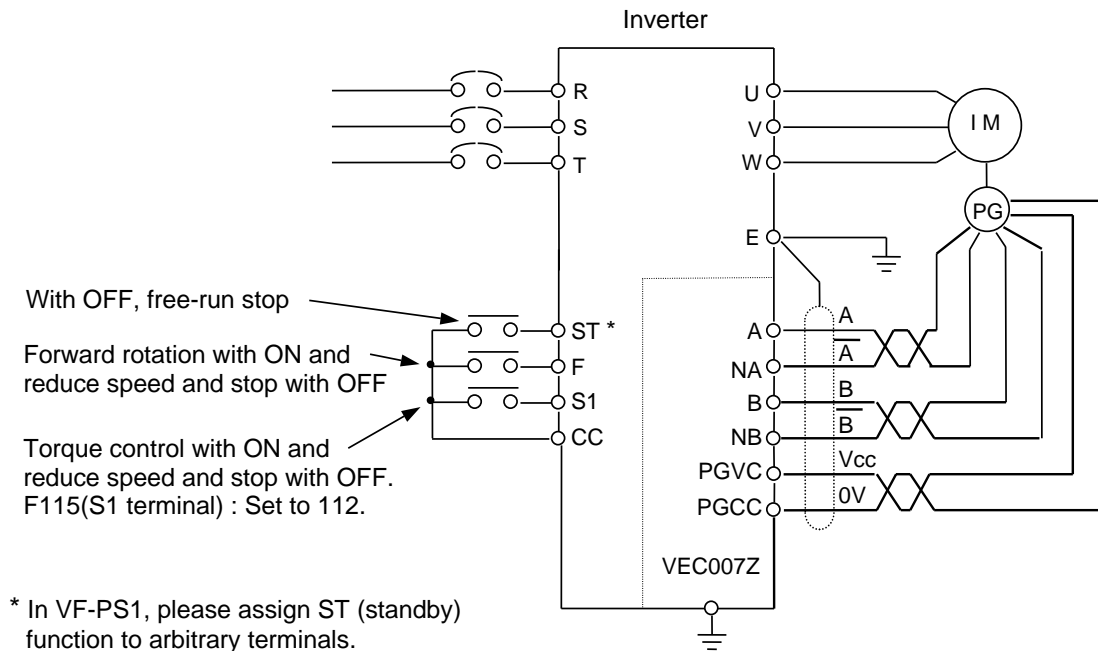 Inverter
R
S
T
U
V
W
I M
PG
E
With OFF, free-run stop
ST *
Forward rotation with ON and
reduce speed and stop with OFF
F
S1
CC
Torque control with ON and
reduce speed and stop with OFF.
F115(S1 terminal) : Set to 112.
A
A
NA
A̅
B
B
NB
B̅
PGVC
Vcc
PGCC
0V
VEC007Z
* In VF-PS1, please assign ST (standby)
function to arbitrary terminals.